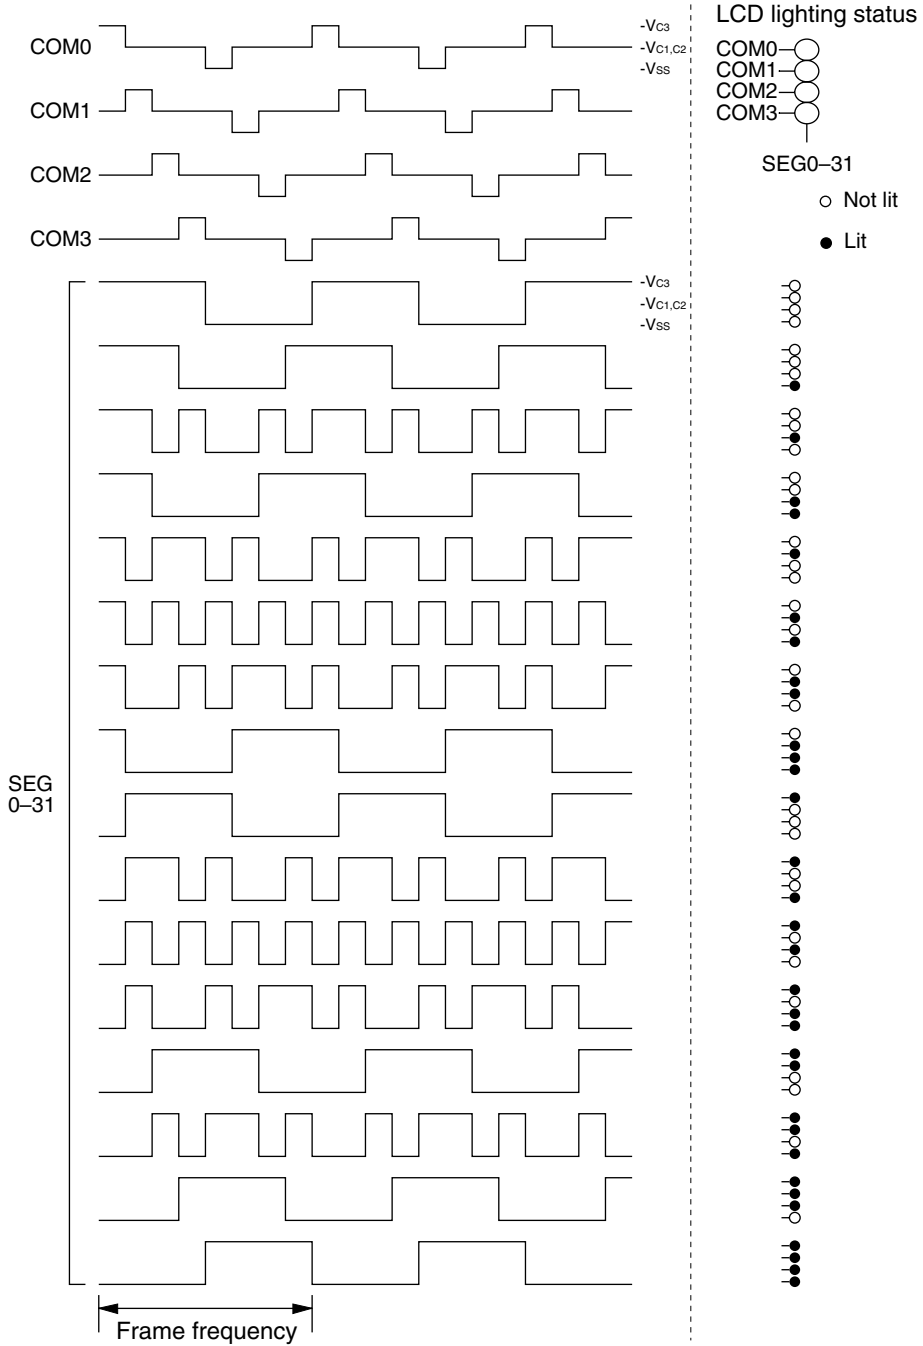 LCD lighting status
COM0
-VC3
-VC1,C2
-VSS
COM0
COM1
COM2
COM3
SEG0–31
COM1
COM2
Not lit
COM3
Lit
-VC3
-VC1,C2
-VSS
SEG
0–31
Frame frequency